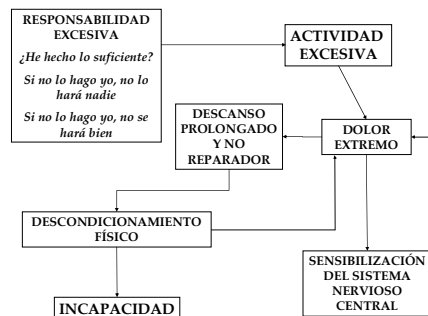 RESPONSABILIDAD
EXCESIVA
¿He hecho lo suficiente?
Si no lo hago yo, no lo
hará nadie
Si no lo hago yo, no se
hará bien
ACTIVIDAD
EXCESIVA
DESCANSO
PROLONGADO
Y NO
REPARADOR
DOLOR
EXTREMO
DESCONDICIONAMIENTO
FÍSICO
SENSIBILIZACIÓN
DEL SISTEMA
NERVIOSO
CENTRAL
INCAPACIDAD